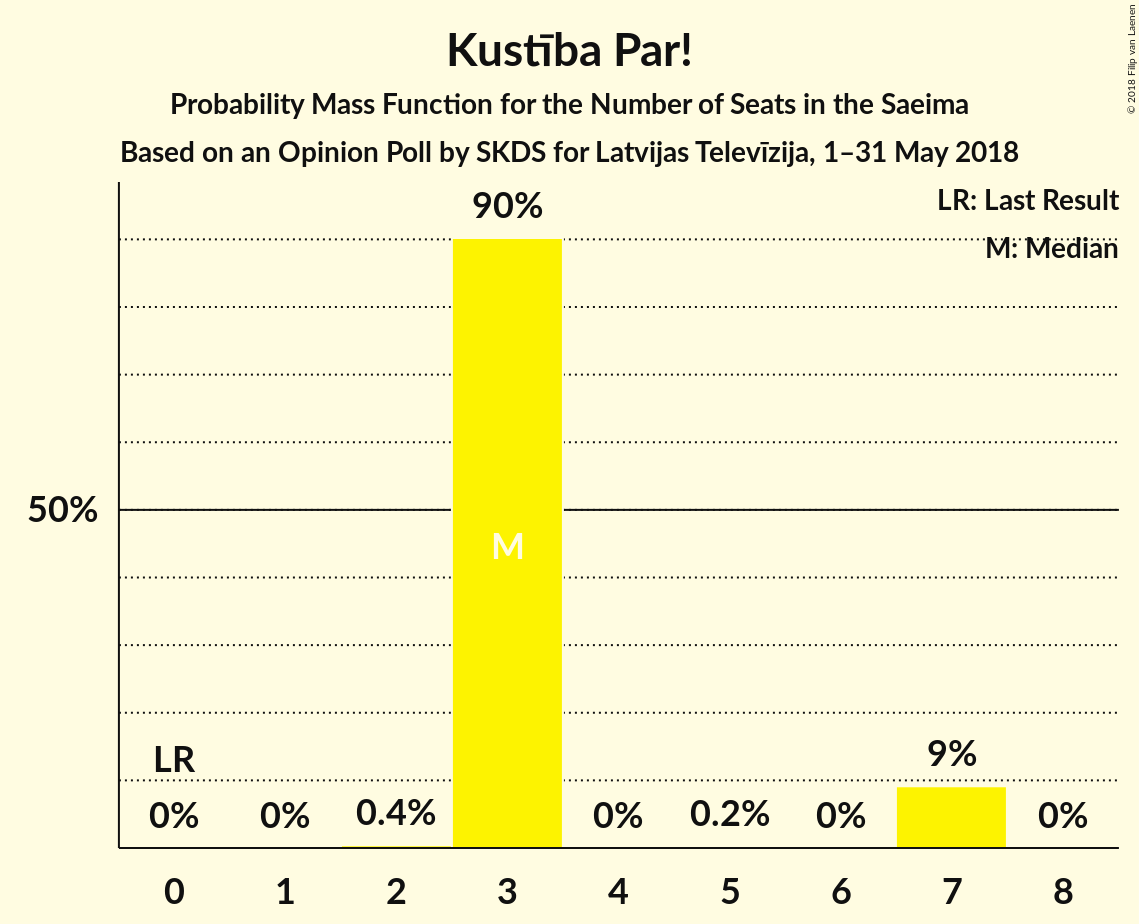 Kustība Par!
Probability Mass Function for the Number of Seats in the Saeima
Based on an Opinion Poll by SKDS for Latvijas Televīzija, 1–31 May 2018
© 2018 Filip van Laenen
LR: Last Result
M: Median
90%
50%
M
LR
9%
0% 0% 0.4% 0% 0.2% 0% 0%
0 1 2 3 4 5 6 7 8